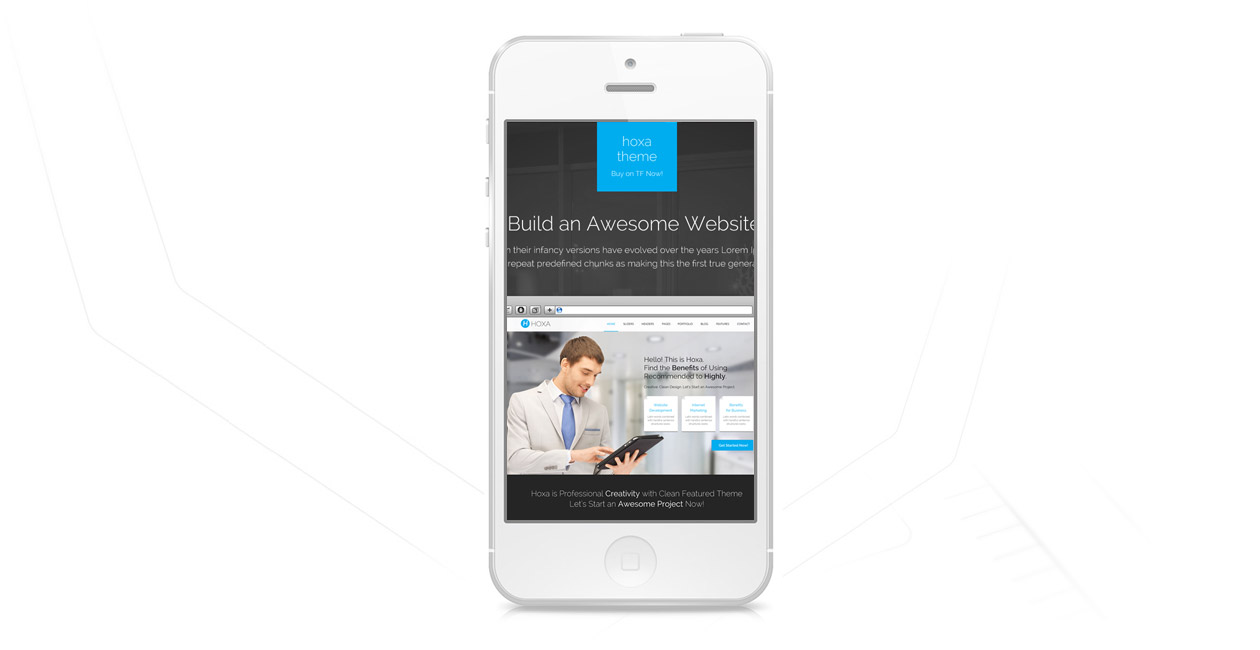 hoxa
theme
Buy on TF Now!
Build an Awesome Website
n their infancy versions have evolved over the years Lorem Ip
repeat predefined chunks as making this the first true genera
HOXA
HOME SLIDERS HEADERS PAGES PORTFOLIO BLOG FEATURES CONTACT
Hello! This is Hoxa.
Find the Benefits of Using
Recommended to Highly.
Creative, Clean Design. Let's Start an Awesome Project
Website Internet Benefits
Development Marketing for Business
Get Started Now!
Hoxa is Professional Creativity with Clean Featured Theme
Let's Start an Awesome Project Now!